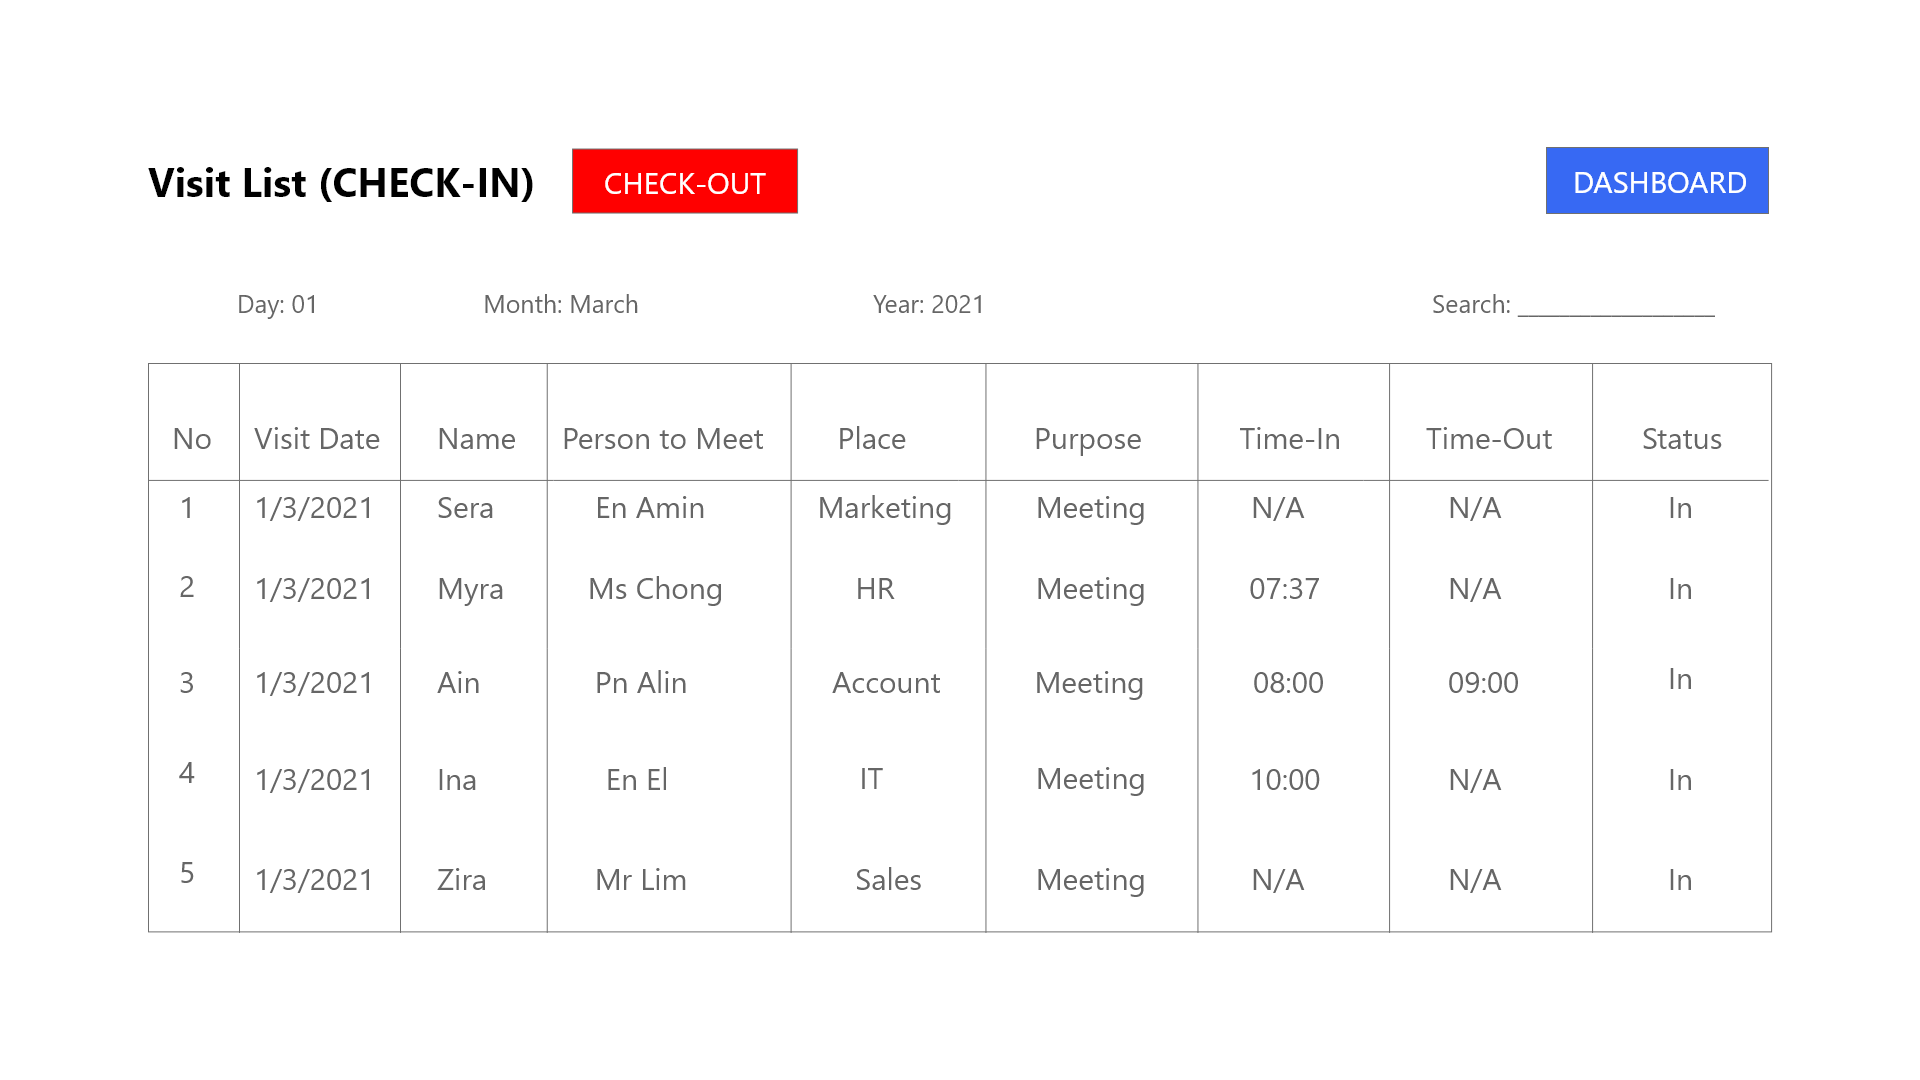 Visit List (CHECK-IN) CHECK-OUT DASHBOARD
Day: 01 Month: March Year: 2021 Search: ________________
No Visit Date Name Person to Meet Place Purpose Time-In Time-Out Status
1 1/3/2021 Sera En Amin Marketing Meeting N/A N/A In
2 1/3/2021 Myra Ms Chong HR Meeting 07:37 N/A In
3 1/3/2021 Ain Pn Alin Account Meeting 08:00 09:00 In
4 1/3/2021 Ina En El IT Meeting 10:00 N/A In
5 1/3/2021 Zira Mr Lim Sales Meeting N/A N/A In